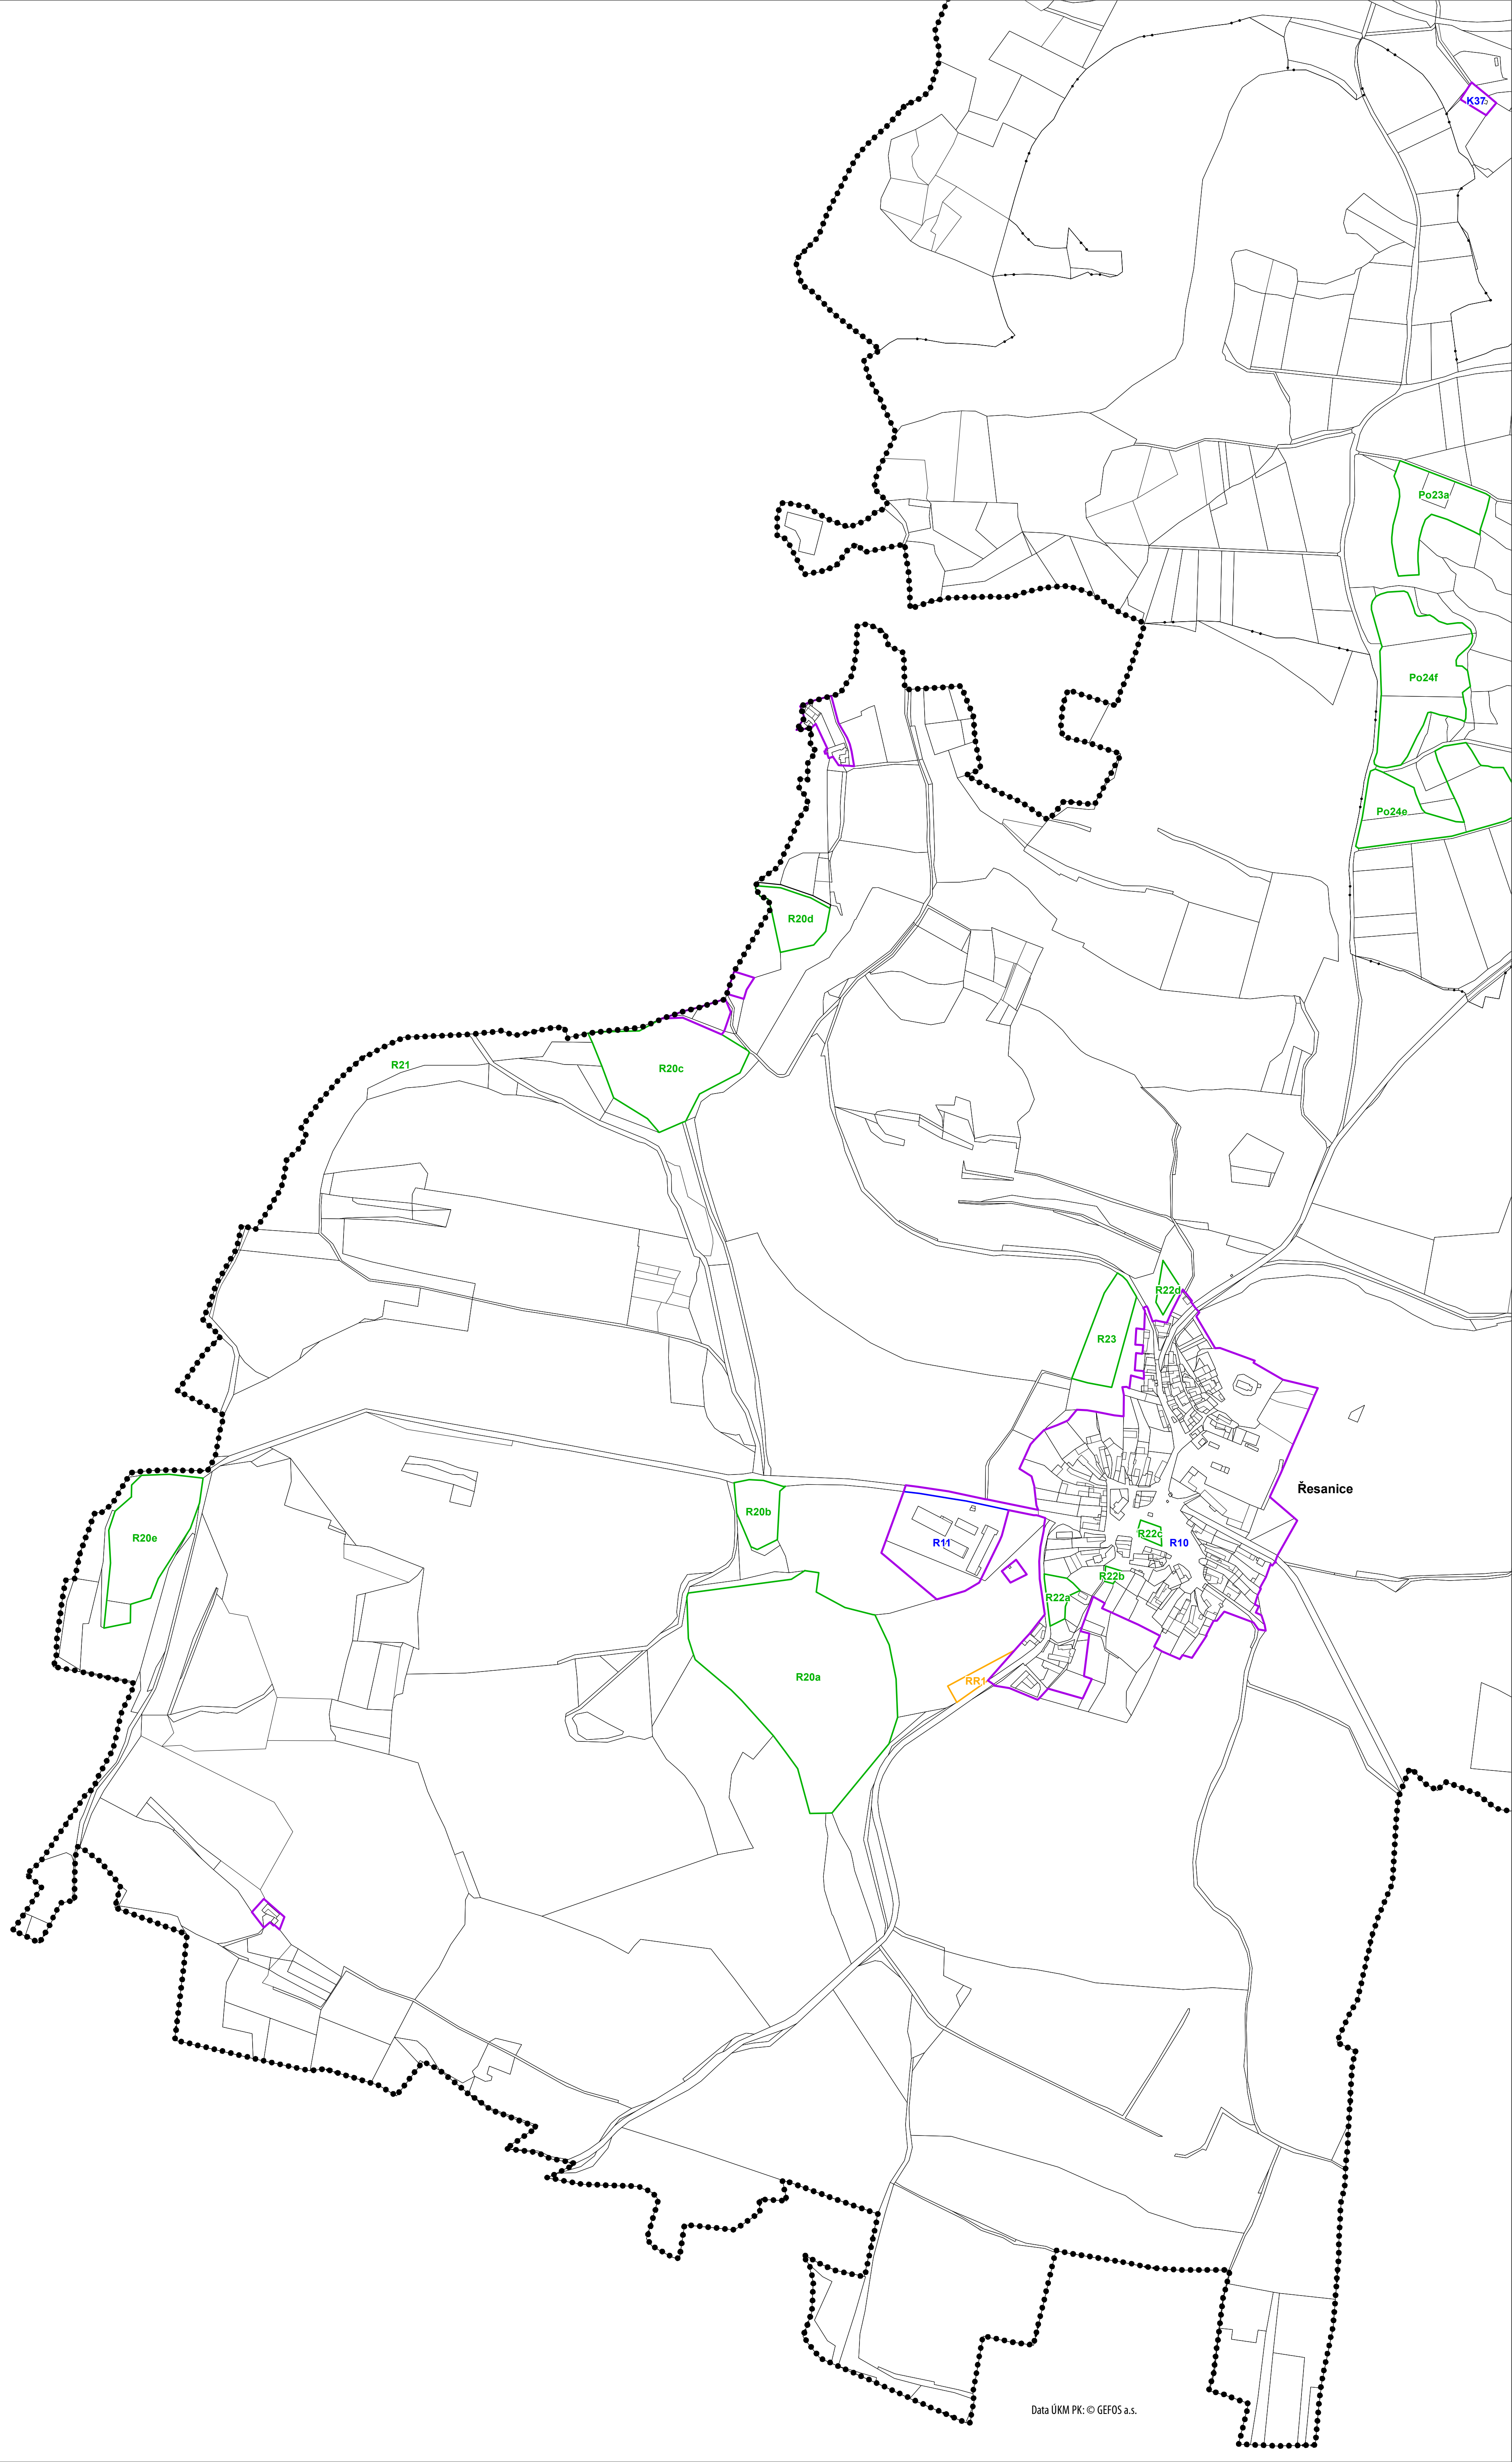 K37
Po23a
Po24f
Po24e
R20d
R21
R20c
R22d
R23
Řesanice
R20b
R20e
R11
R22c
R10
R22b
R22a
R20a
RR1
Data ÚKM PK: © GEFOS a.s.